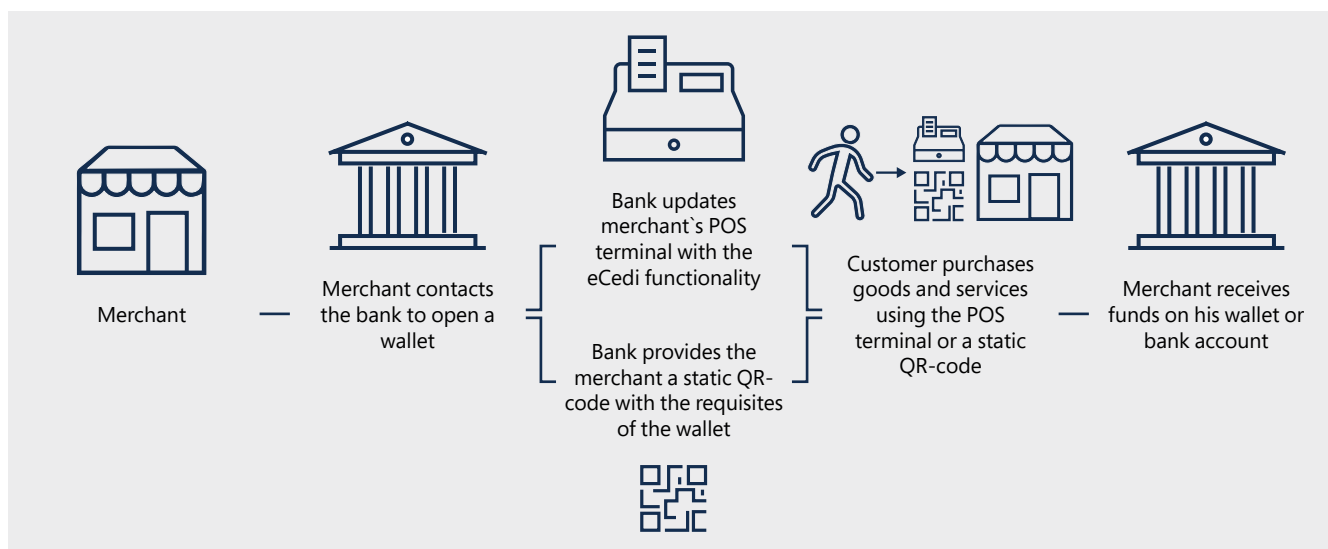 Merchant
Merchant contacts
the bank to open a
wallet
Bank updates
merchant`s POS
terminal with the
eCedi functionality
Bank provides the
merchant a static QR-
code with the requisites
of the wallet
Customer purchases
goods and services
using the POS
terminal or a static
QR-code
Merchant receives
funds on his wallet or
bank account